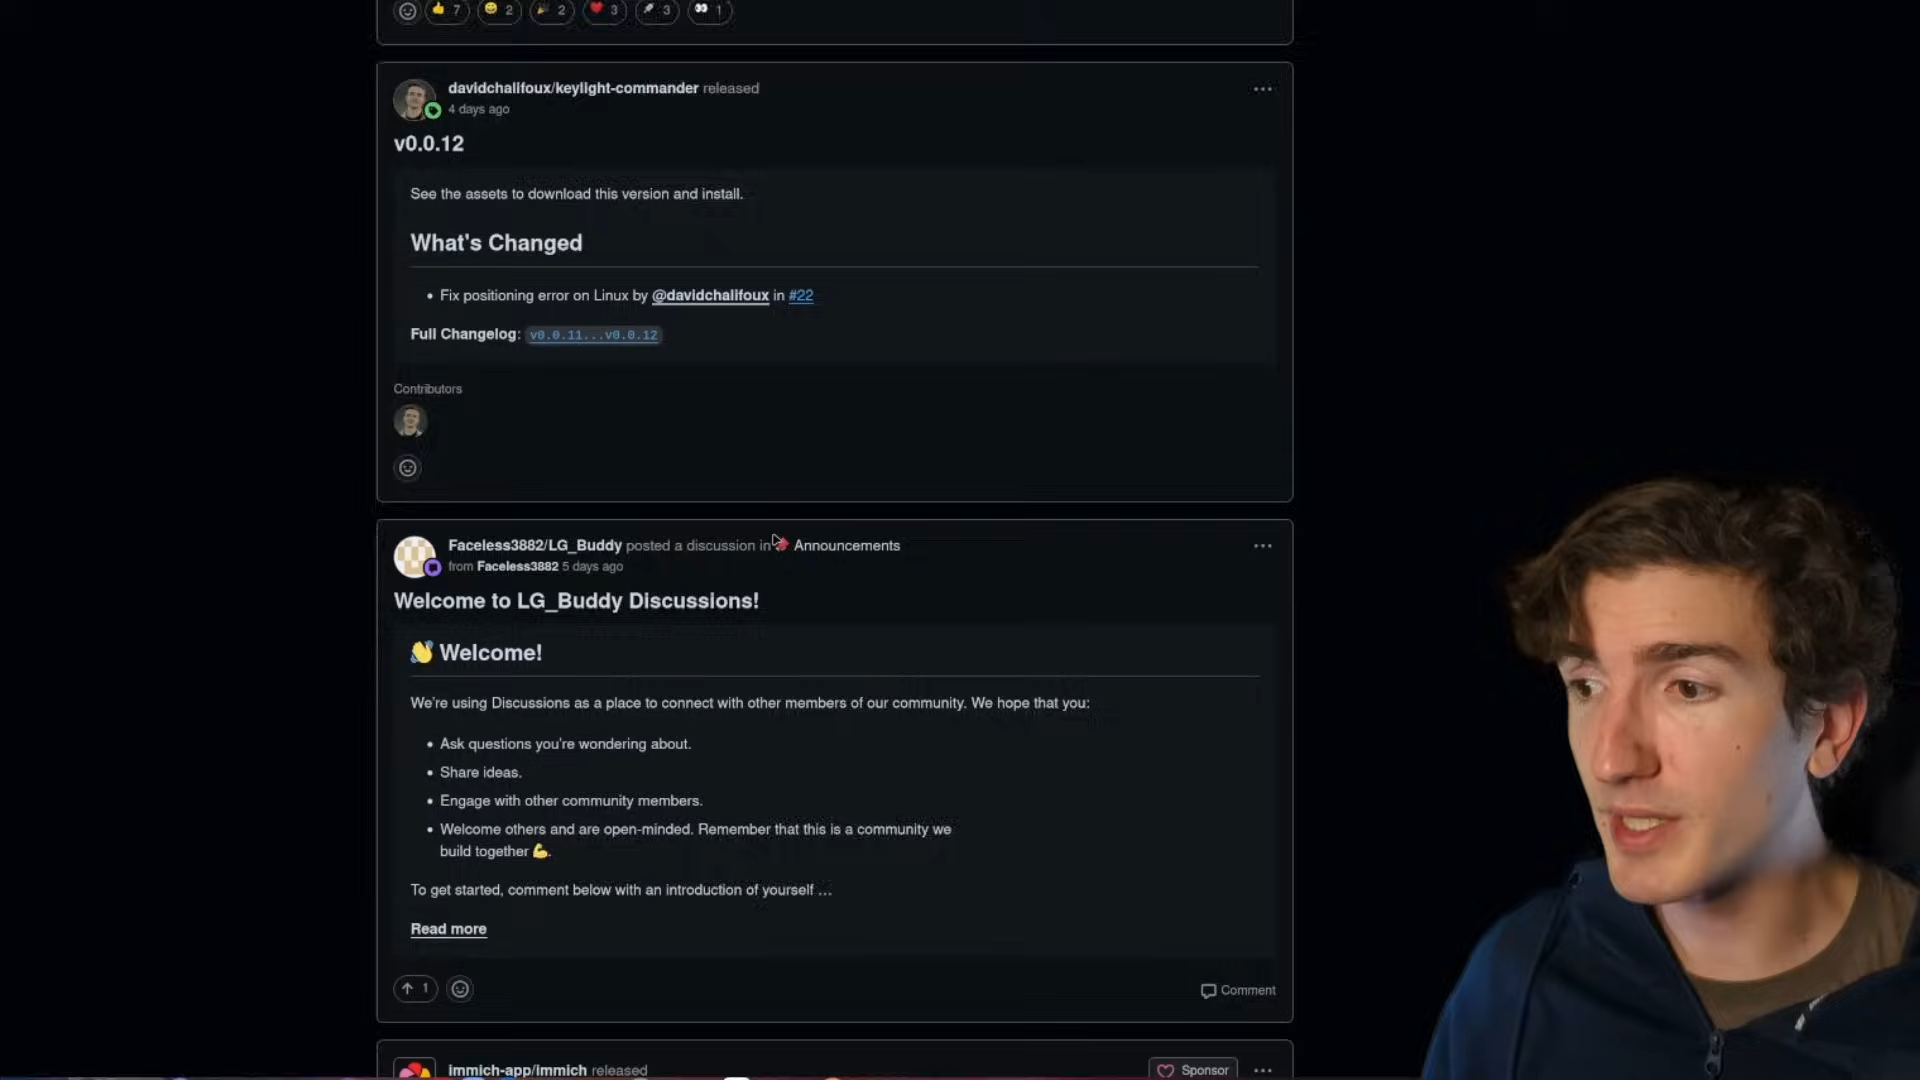 7 2 2 3 3 1
davidchalifoux/keylight-commander released
4 days ago
v0.0.12
See the assets to download this version and install.
What's Changed
• Fix positioning error on Linux by @davidchalifoux in #22
Full Changelog: v0.0.11...v0.0.12
Contributors
Faceless3882/LG_Buddy posted a discussion in Announcements
from Faceless3882 5 days ago
Welcome to LG_Buddy Discussions!
👋 Welcome!
We're using Discussions as a place to connect with other members of our community. We hope that you:
• Ask questions you're wondering about.
• Share ideas.
• Engage with other community members.
• Welcome others and are open-minded. Remember that this is a community we
build together 💪.
To get started, comment below with an introduction of yourself ...
Read more
1
Comment
immich-app/immich released
Sponsor